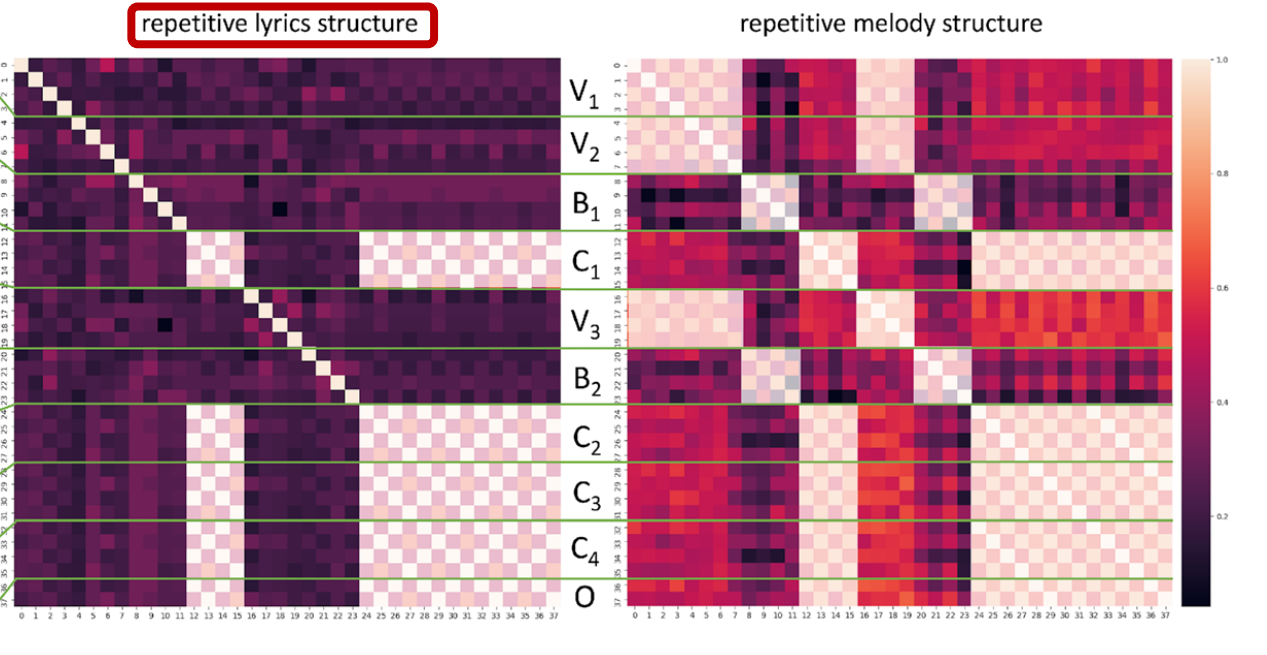 repetitive lyrics structure
repetitive melody structure
V1
V2
B1
C1
V3
B2
C2
C3
C4
O
1.0
0.8
0.6
0.4
0.2
0 1 2 3 4 5 6 7 8 9 10 11 12 13 14 15 16 17 18 19 20 21 22 23 24 25 26 27 28 29 30 31 32 33 34 35 36 37
0 1 2 3 4 5 6 7 8 9 10 11 12 13 14 15 16 17 18 19 20 21 22 23 24 25 26 27 28 29 30 31 32 33 34 35 36 37